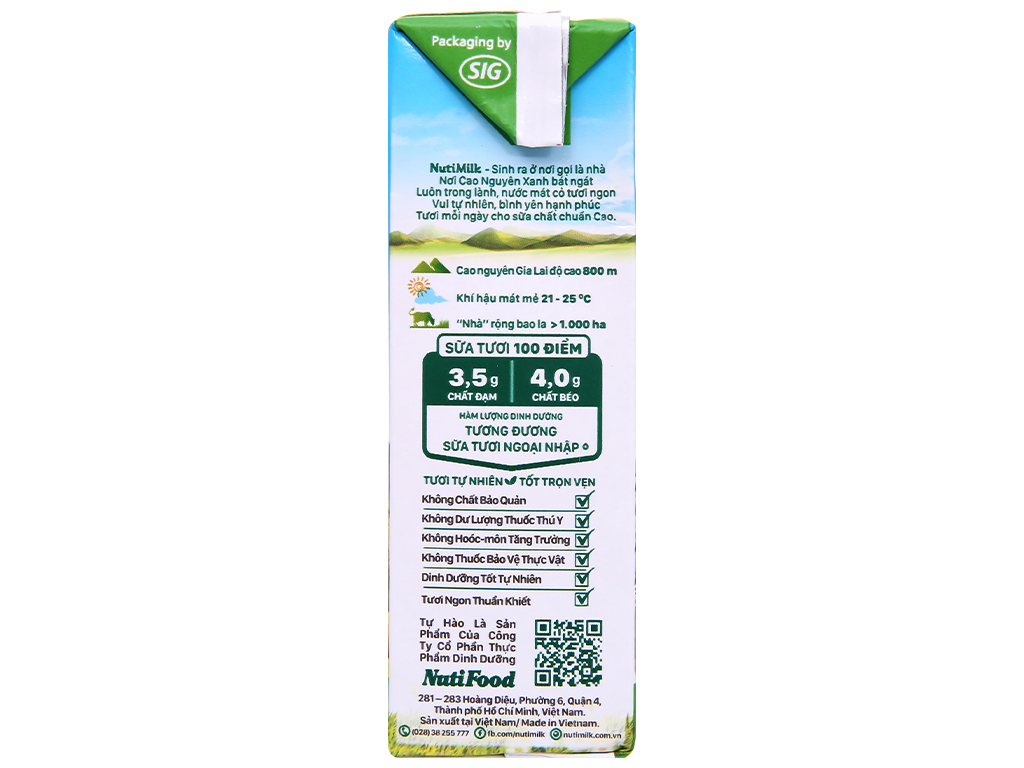 Packaging by
SIG
NutiMilk - Sinh ra ở nơi gọi là nhà
Nơi Cao Nguyên Xanh bát ngát
Luôn trong lành, nước mát cỏ tươi ngon
Vui tự nhiên, bình yên hạnh phúc
Tươi mỗi ngày cho sữa chất chuẩn Cao.
Cao nguyên Gia Lai độ cao 800 m
Khí hậu mát mẻ 21 - 25 °C
"Nhà" rộng bao la > 1.000 ha
SỮA TƯƠI 100 ĐIỂM
3,5 g 4,0 g
CHẤT ĐẠM CHẤT BÉO
HÀM LƯỢNG DINH DƯỠNG
TƯƠNG ĐƯƠNG
SỮA TƯƠI NGOẠI NHẬP
TƯƠI TỰ NHIÊN TỐT TRỌN VẸN
Không Chất Bảo Quản
Không Dư Lượng Thuốc Thú Y
Không Hoóc-môn Tăng Trưởng
Không Thuốc Bảo Vệ Thực Vật
Dinh Dưỡng Tốt Tự Nhiên
Tươi Ngon Thuần Khiết
Tự Hào Là Sản
Phẩm Của Công
Ty Cổ Phần Thực
Phẩm Dinh Dưỡng
NutiFood
281-283 Hoàng Diệu, Phường 6, Quận 4,
Thành phố Hồ Chí Minh, Việt Nam.
Sản xuất tại Việt Nam/ Made in Vietnam.
(028) 38 255 777 fb.com/nutimilk nutimilk.com.vn